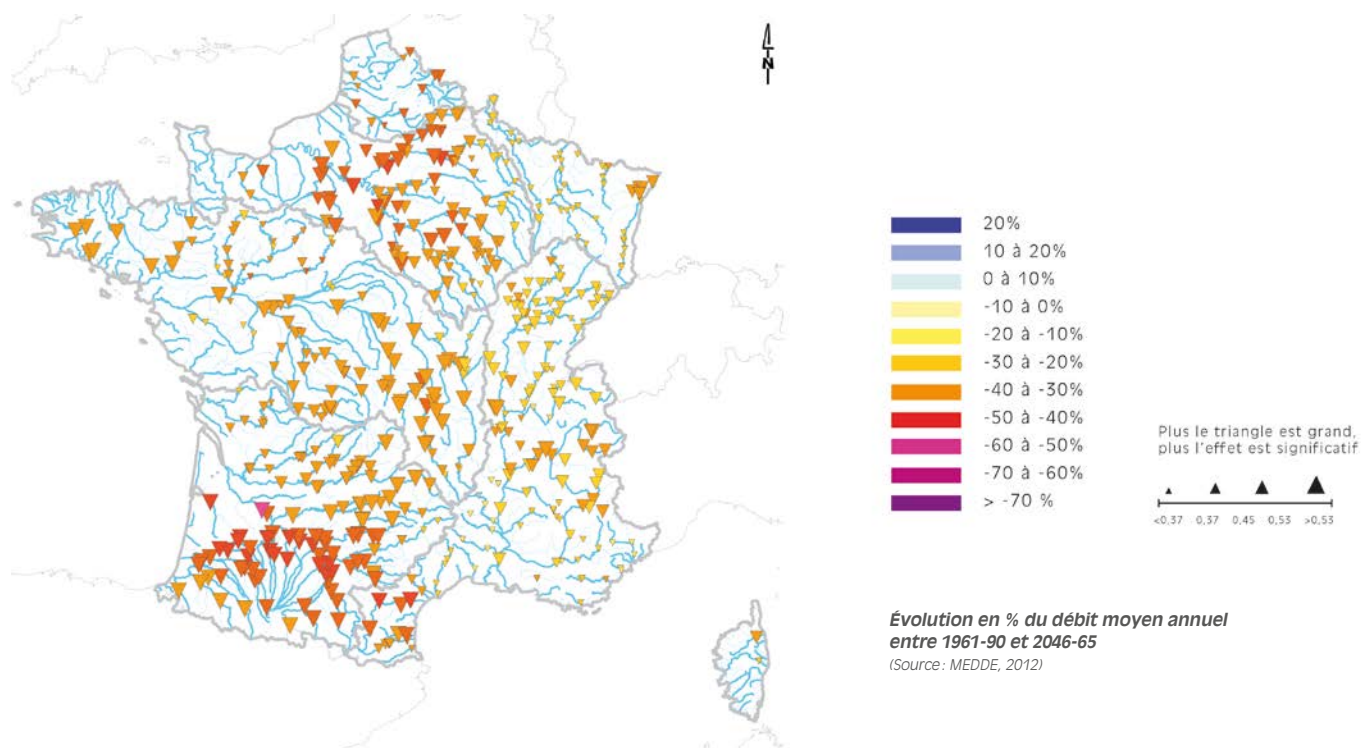 N
20%
10 à 20%
0 à 10%
-10 à 0%
-20 à -10%
-30 à -20%
-40 à -30%
-50 à -40%
-60 à -50%
-70 à -60%
> -70 %
Plus le triangle est grand,
plus l'effet est significatif
<0,37 0,37 0,45 0,53 >0,53
Évolution en % du débit moyen annuel
entre 1961-90 et 2046-65
(Source : MEDDE, 2012)